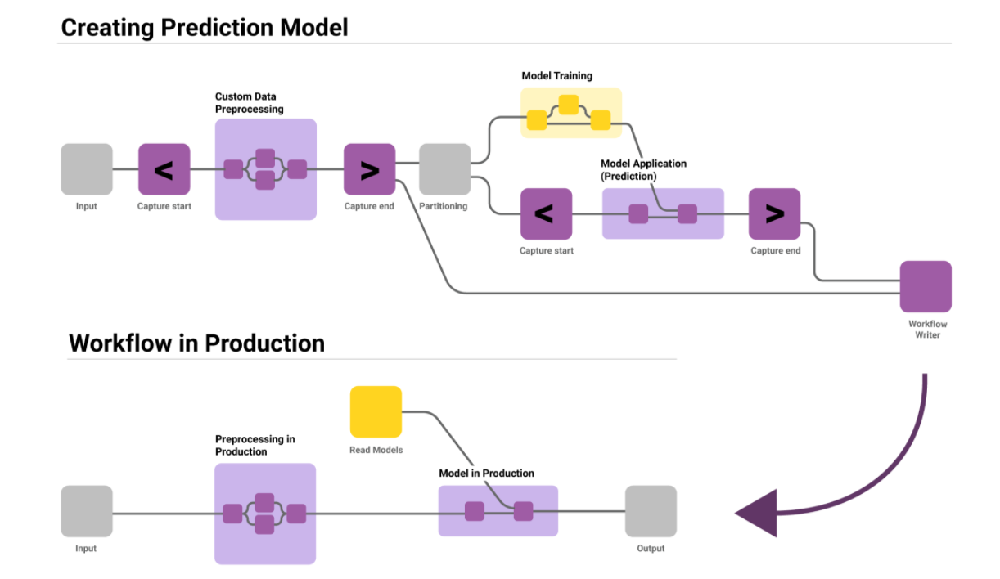 Creating Prediction Model
Model Training
Custom Data
Preprocessing
Model Application
(Prediction)
<
>
Input
Capture start
Capture end
Partitioning
<
>
Capture start
Capture end
Workflow
Writer
Workflow in Production
Preprocessing in
Production
Read Models
Model in Production
Input
Output